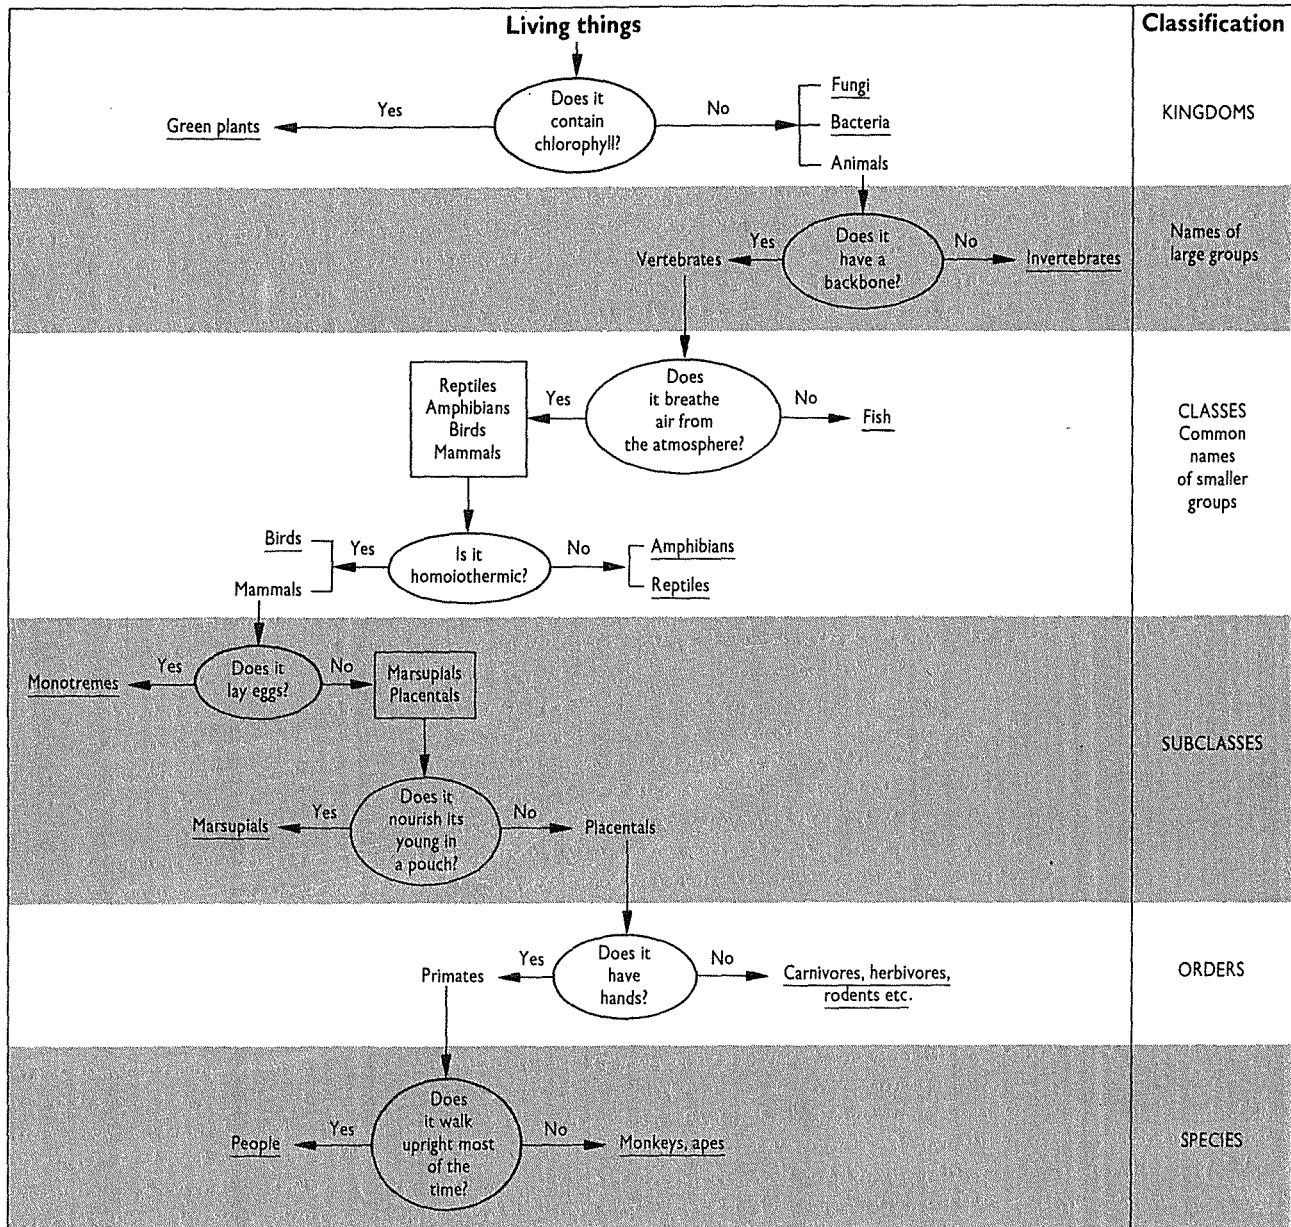 Living things
Classification
Does it
contain
chlorophyll?
Yes
Green plants
No
Fungi
Bacteria
Animals
KINGDOMS
Does it
have a
backbone?
Yes
Vertebrates
No
Invertebrates
Names of
large groups
Does
it breathe
air from
the atmosphere?
Yes
Reptiles
Amphibians
Birds
Mammals
No
Fish
CLASSES
Common
names
of smaller
groups
Is it
homoiothermic?
Yes
Birds
Mammals
No
Amphibians
Reptiles
Does it
lay eggs?
Yes
Monotremes
No
Marsupials
Placentals
SUBCLASSES
Does it
nourish its
young in
a pouch?
Yes
Marsupials
No
Placentals
Does it
have
hands?
Yes
Primates
No
Carnivores, herbivores,
rodents etc.
ORDERS
Does
it walk
upright most
of the
time?
Yes
People
No
Monkeys, apes
SPECIES